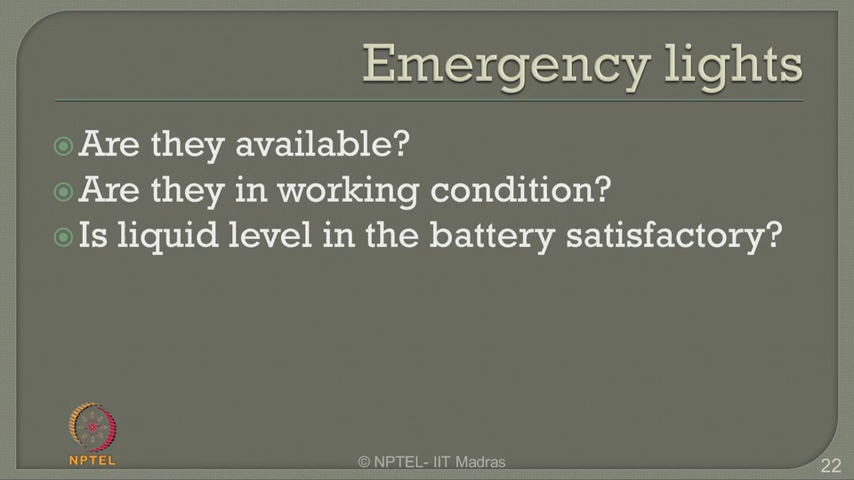 Emergency lights
Are they available?
Are they in working condition?
Is liquid level in the battery satisfactory?
NPTEL
© NPTEL- IIT Madras
22